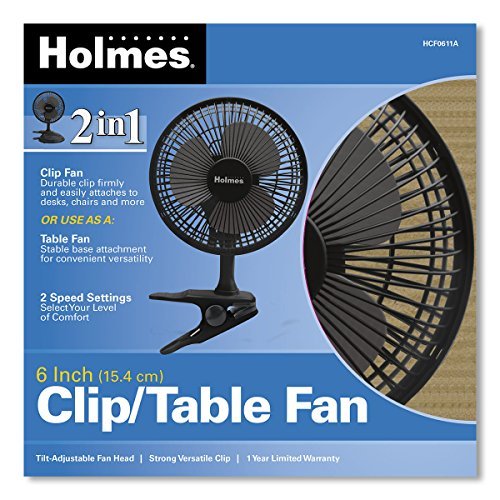 Holmes®
HCF0611A
2in1
Clip Fan
Durable clip firmly
and easily attaches to
desks, chairs and more
OR USE AS A:
Table Fan
Stable base attachment
for convenient versatility
2 Speed Settings
Select Your Level
of Comfort
Holmes
6 Inch (15.4 cm)
Clip/Table Fan
Tilt-Adjustable Fan Head | Strong Versatile Clip | 1 Year Limited Warranty